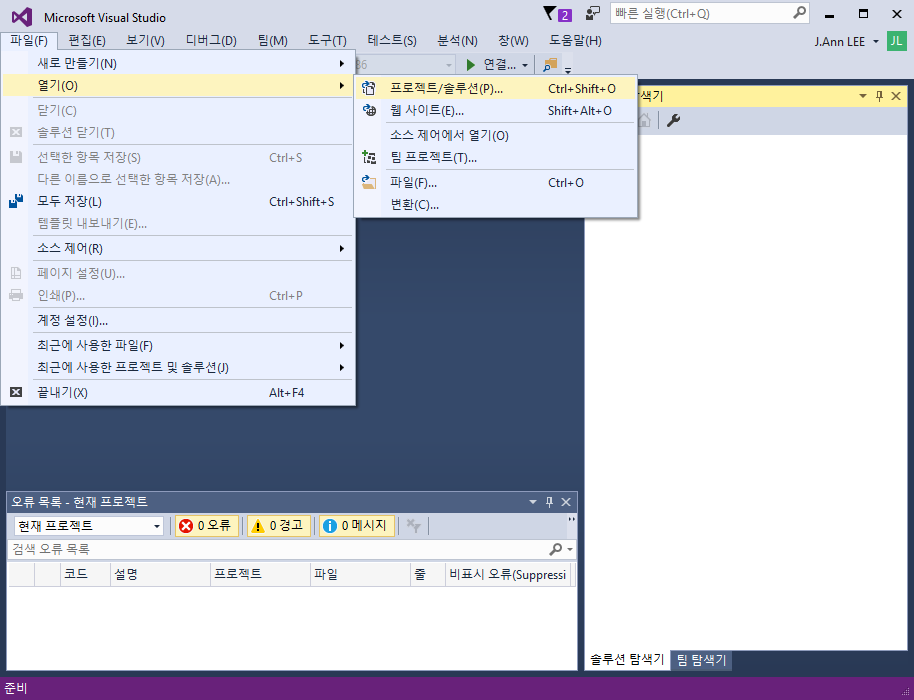 Microsoft Visual Studio
2
빠른 실행(Ctrl+Q)
파일(F) 편집(E) 보기(V) 디버그(D) 팀(M) 도구(T) 테스트(S) 분석(N) 창(W) 도움말(H)
J.Ann LEE JL
연결...
새로 만들기(N)
열기(O)
닫기(C)
솔루션 닫기(T)
선택한 항목 저장(S) Ctrl+S
다른 이름으로 선택한 항목 저장(A)...
모두 저장(L) Ctrl+Shift+S
템플릿 내보내기(E)...
소스 제어(R)
페이지 설정(U)...
인쇄(P)... Ctrl+P
계정 설정(I)...
최근에 사용한 파일(F)
최근에 사용한 프로젝트 및 솔루션(J)
끝내기(X) Alt+F4
프로젝트/솔루션(P)... Ctrl+Shift+O
웹 사이트(E)... Shift+Alt+O
소스 제어에서 열기(O)
팀 프로젝트(T)...
파일(F)... Ctrl+O
변환(C)...
탐색기
오류 목록 - 현재 프로젝트
현재 프로젝트 0 오류 0 경고 0 메시지
검색 오류 목록
코드 설명 프로젝트 파일 줄 비표시 오류(Suppressi
솔루션 탐색기 팀 탐색기
준비